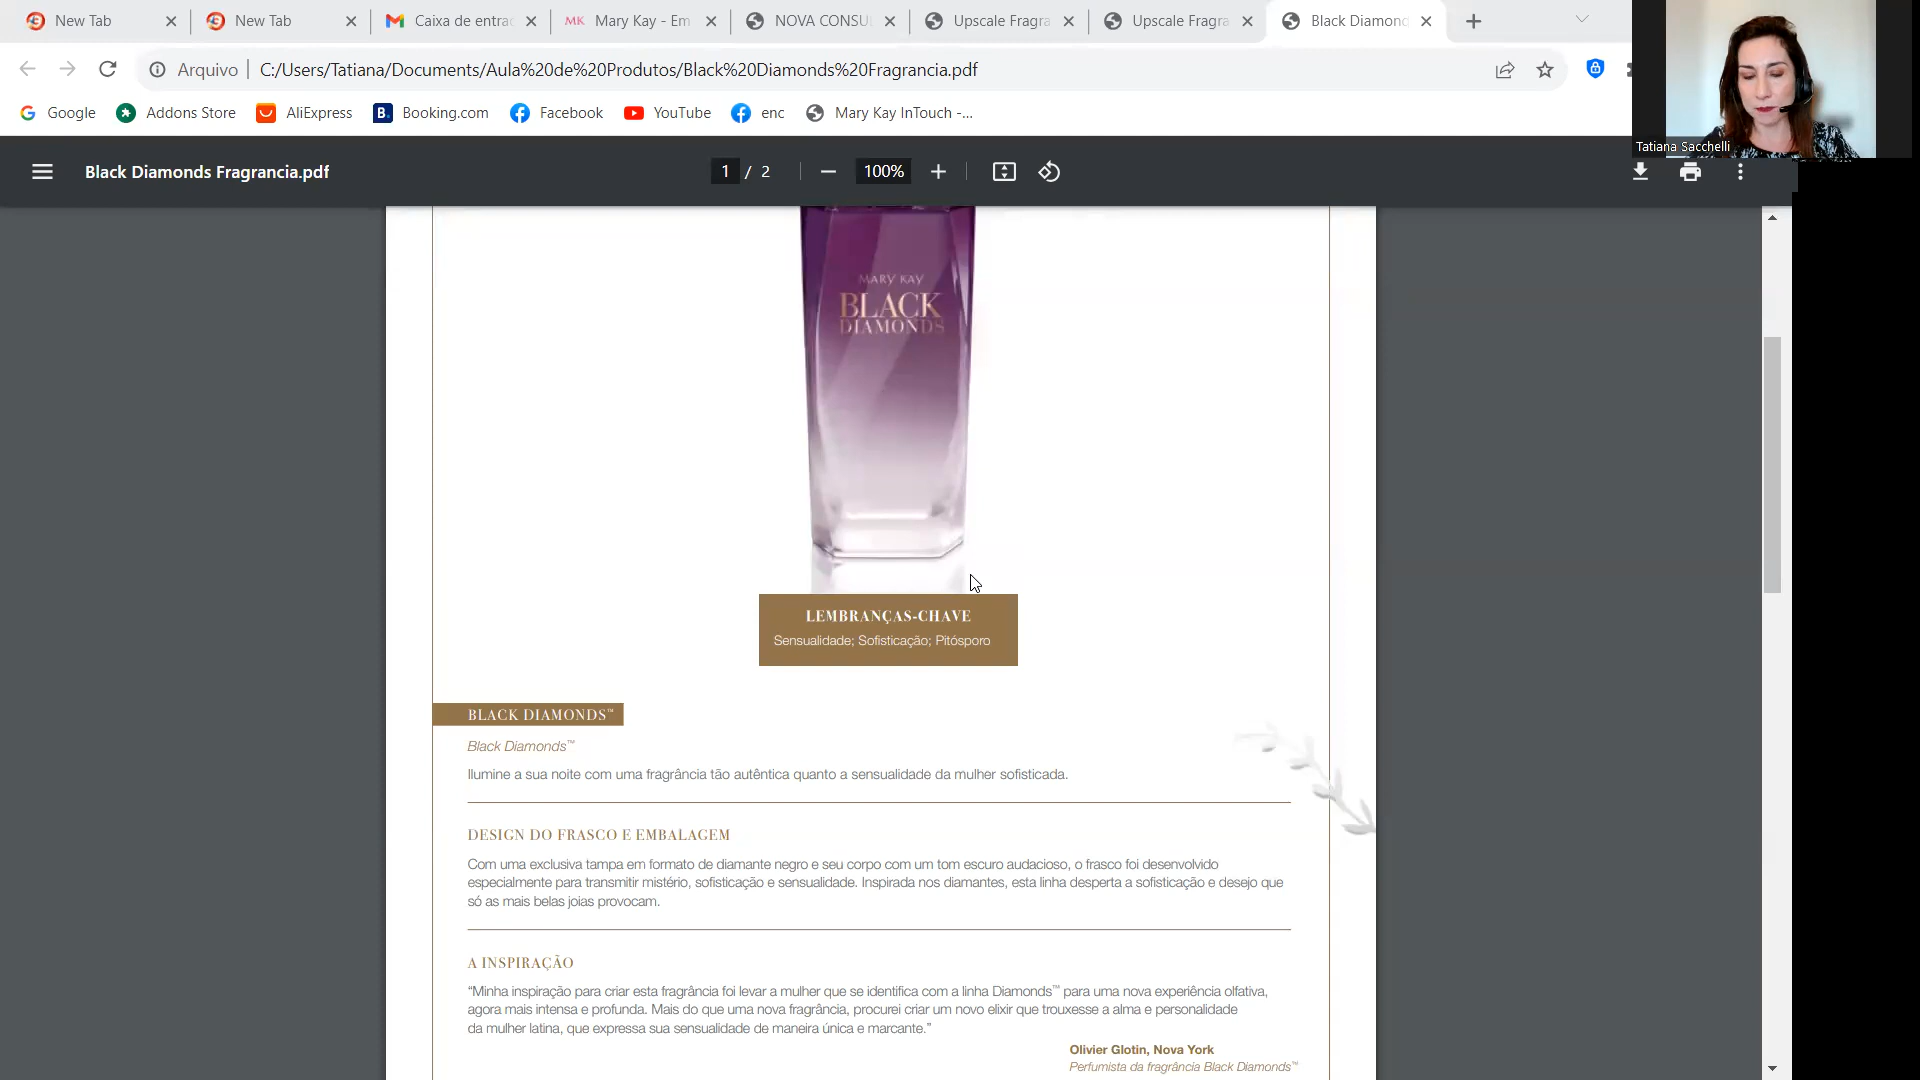 New Tab
New Tab
Caixa de entra
MK Mary Kay - Em
NOVA CONSU
Upscale Fragra
Upscale Fragra
Black Diamond
Arquivo
C:/Users/Tatiana/Documents/Aula%20de%20Produtos/Black%20Diamonds%20Fragrancia.pdf
Google
Addons Store
AliExpress
B. Booking.com
Facebook
YouTube
enc
Mary Kay InTouch -...
Tatiana Sacchelli
Black Diamonds Fragrancia.pdf
1 / 2
100%
MARY KAY
BLACK
DIAMONDS
LEMBRANÇAS-CHAVE
Sensualidade; Sofisticação; Pitósporo
BLACK DIAMONDS™
Black Diamonds™
Ilumine a sua noite com uma fragrância tão autêntica quanto a sensualidade da mulher sofisticada.
DESIGN DO FRASCO E EMBALAGEM
Com uma exclusiva tampa em formato de diamante negro e seu corpo com um tom escuro audacioso, o frasco foi desenvolvido
especialmente para transmitir mistério, sofisticação e sensualidade. Inspirada nos diamantes, esta linha desperta a sofisticação e desejo que
só as mais belas joias provocam.
A INSPIRAÇÃO
“Minha inspiração para criar esta fragrância foi levar a mulher que se identifica com a linha Diamonds™ para uma nova experiência olfativa,
agora mais intensa e profunda. Mais do que uma nova fragrância, procurei criar um novo elixir que trouxesse a alma e personalidade
da mulher latina, que expressa sua sensualidade de maneira única e marcante.”
Olivier Glotin, Nova York
Perfumista da fragrância Black Diamonds™